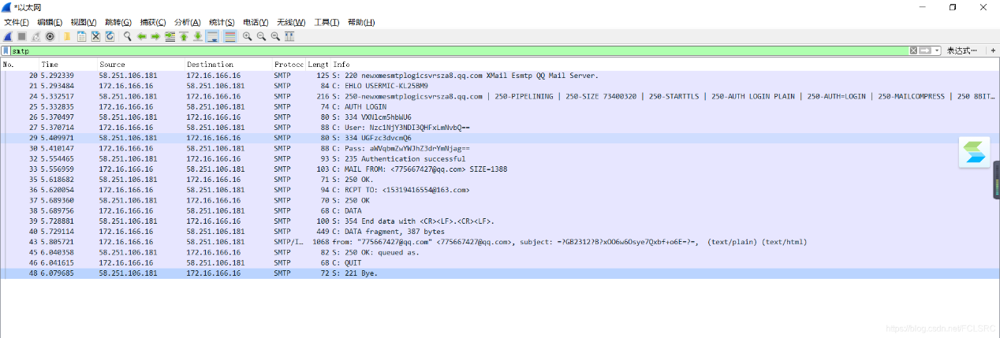 *以太网
文件(F) 编辑(E) 视图(V) 跳转(G) 捕获(C) 分析(A) 统计(S) 电话(Y) 无线(W) 工具(T) 帮助(H)
smtp 表达式… +
No. Time Source Destination Protocc Lengt Info
20 5.292339 58.251.106.181 172.16.166.16 SMTP 125 S: 220 newxmesmtplogicsvrsza8.qq.com XMail Esmtp QQ Mail Server.
21 5.293484 172.16.166.16 58.251.106.181 SMTP 84 C: EHLO USERMIC-KL25BM9
24 5.332517 58.251.106.181 172.16.166.16 SMTP 216 S: 250-newxmesmtplogicsvrsza8.qq.com | 250-PIPELINING | 250-SIZE 73400320 | 250-STARTTLS | 250-AUTH LOGIN PLAIN | 250-AUTH=LOGIN | 250-MAILCOMPRESS | 250 8BIT…
25 5.332835 172.16.166.16 58.251.106.181 SMTP 74 C: AUTH LOGIN
26 5.370497 58.251.106.181 172.16.166.16 SMTP 80 S: 334 VXNlcm5hbWU6
27 5.370714 172.16.166.16 58.251.106.181 SMTP 88 C: User: Nzc1NjY3NDI3QHFxLmNvbQ==
29 5.409971 58.251.106.181 172.16.166.16 SMTP 80 S: 334 UGFzc3dvcmQ6
30 5.410147 172.16.166.16 58.251.106.181 SMTP 88 C: Pass: aWVqbmZwYWJhZ3drYmNjag==
32 5.554465 58.251.106.181 172.16.166.16 SMTP 93 S: 235 Authentication successful
33 5.556959 172.16.166.16 58.251.106.181 SMTP 103 C: MAIL FROM: <775667427@qq.com> SIZE=1388
35 5.618682 58.251.106.181 172.16.166.16 SMTP 71 S: 250 OK.
36 5.620054 172.16.166.16 58.251.106.181 SMTP 94 C: RCPT TO: <15319416554@163.com>
37 5.689360 58.251.106.181 172.16.166.16 SMTP 70 S: 250 OK
38 5.689756 172.16.166.16 58.251.106.181 SMTP 68 C: DATA
39 5.728881 58.251.106.181 172.16.166.16 SMTP 100 S: 354 End data with <CR><LF>.<CR><LF>.
40 5.729114 172.16.166.16 58.251.106.181 SMTP 449 C: DATA fragment, 387 bytes
43 5.805721 172.16.166.16 58.251.106.181 SMTP/I… 1068 from: "775667427@qq.com" <775667427@qq.com>, subject: =?GB2312?B?xOO6w6Osye7Qxbf+o6E=?=, (text/plain) (text/html)
45 6.040358 58.251.106.181 172.16.166.16 SMTP 82 S: 250 OK: queued as.
46 6.041615 172.16.166.16 58.251.106.181 SMTP 68 C: QUIT
48 6.079685 58.251.106.181 172.16.166.16 SMTP 72 S: 221 Bye.
https://blog.csdn.net/FCLSRC